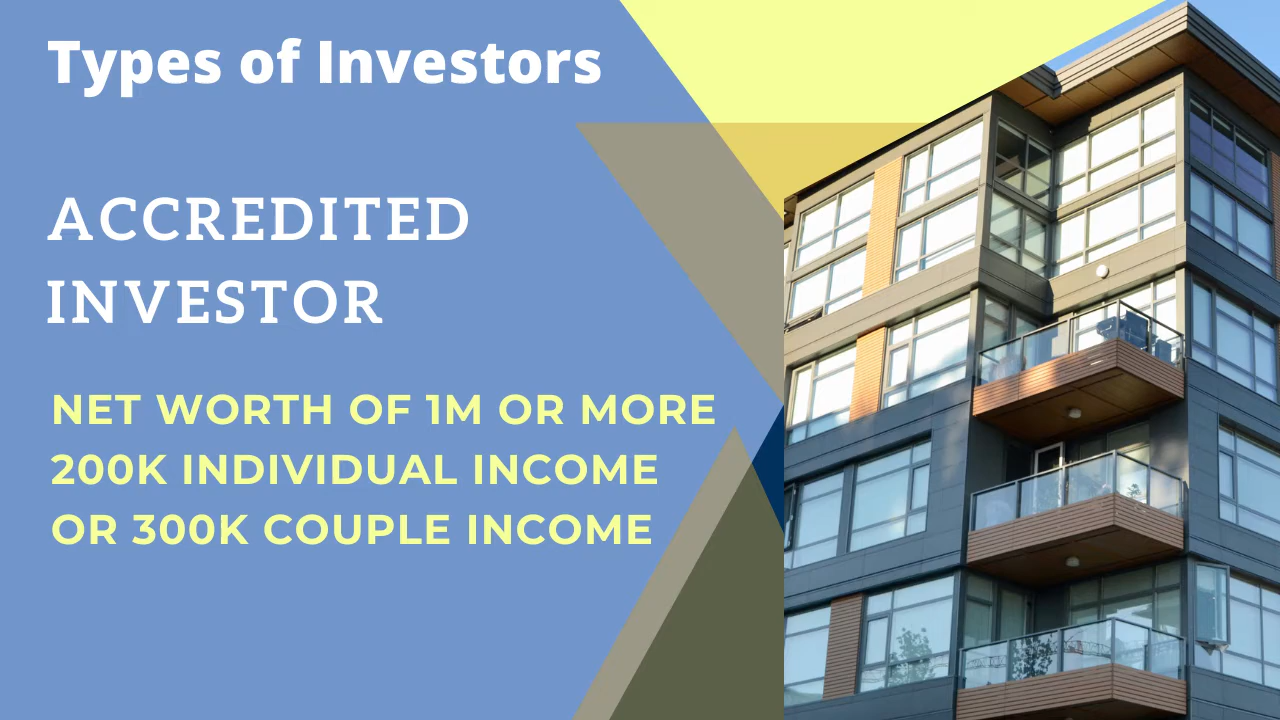 Types of Investors
ACCREDITED
INVESTOR
NET WORTH OF 1M OR MORE
200K INDIVIDUAL INCOME
OR 300K COUPLE INCOME